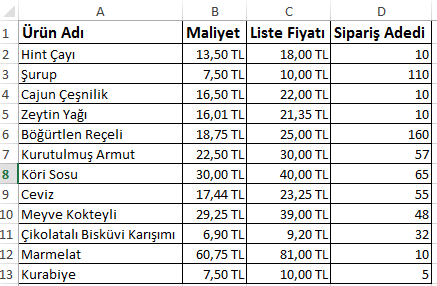 A B C D
1 Ürün Adı Maliyet Liste Fiyatı Sipariş Adedi
2 Hint Çayı 13,50 TL 18,00 TL 10
3 Şurup 7,50 TL 10,00 TL 110
4 Cajun Çeşnilik 16,50 TL 22,00 TL 10
5 Zeytin Yağı 16,01 TL 21,35 TL 10
6 Böğürtlen Reçeli 18,75 TL 25,00 TL 160
7 Kurutulmuş Armut 22,50 TL 30,00 TL 57
8 Köri Sosu 30,00 TL 40,00 TL 65
9 Ceviz 17,44 TL 23,25 TL 55
10 Meyve Kokteyli 29,25 TL 39,00 TL 48
11 Çikolatalı Bisküvi Karışımı 6,90 TL 9,20 TL 32
12 Marmelat 60,75 TL 81,00 TL 10
13 Kurabiye 7,50 TL 10,00 TL 5